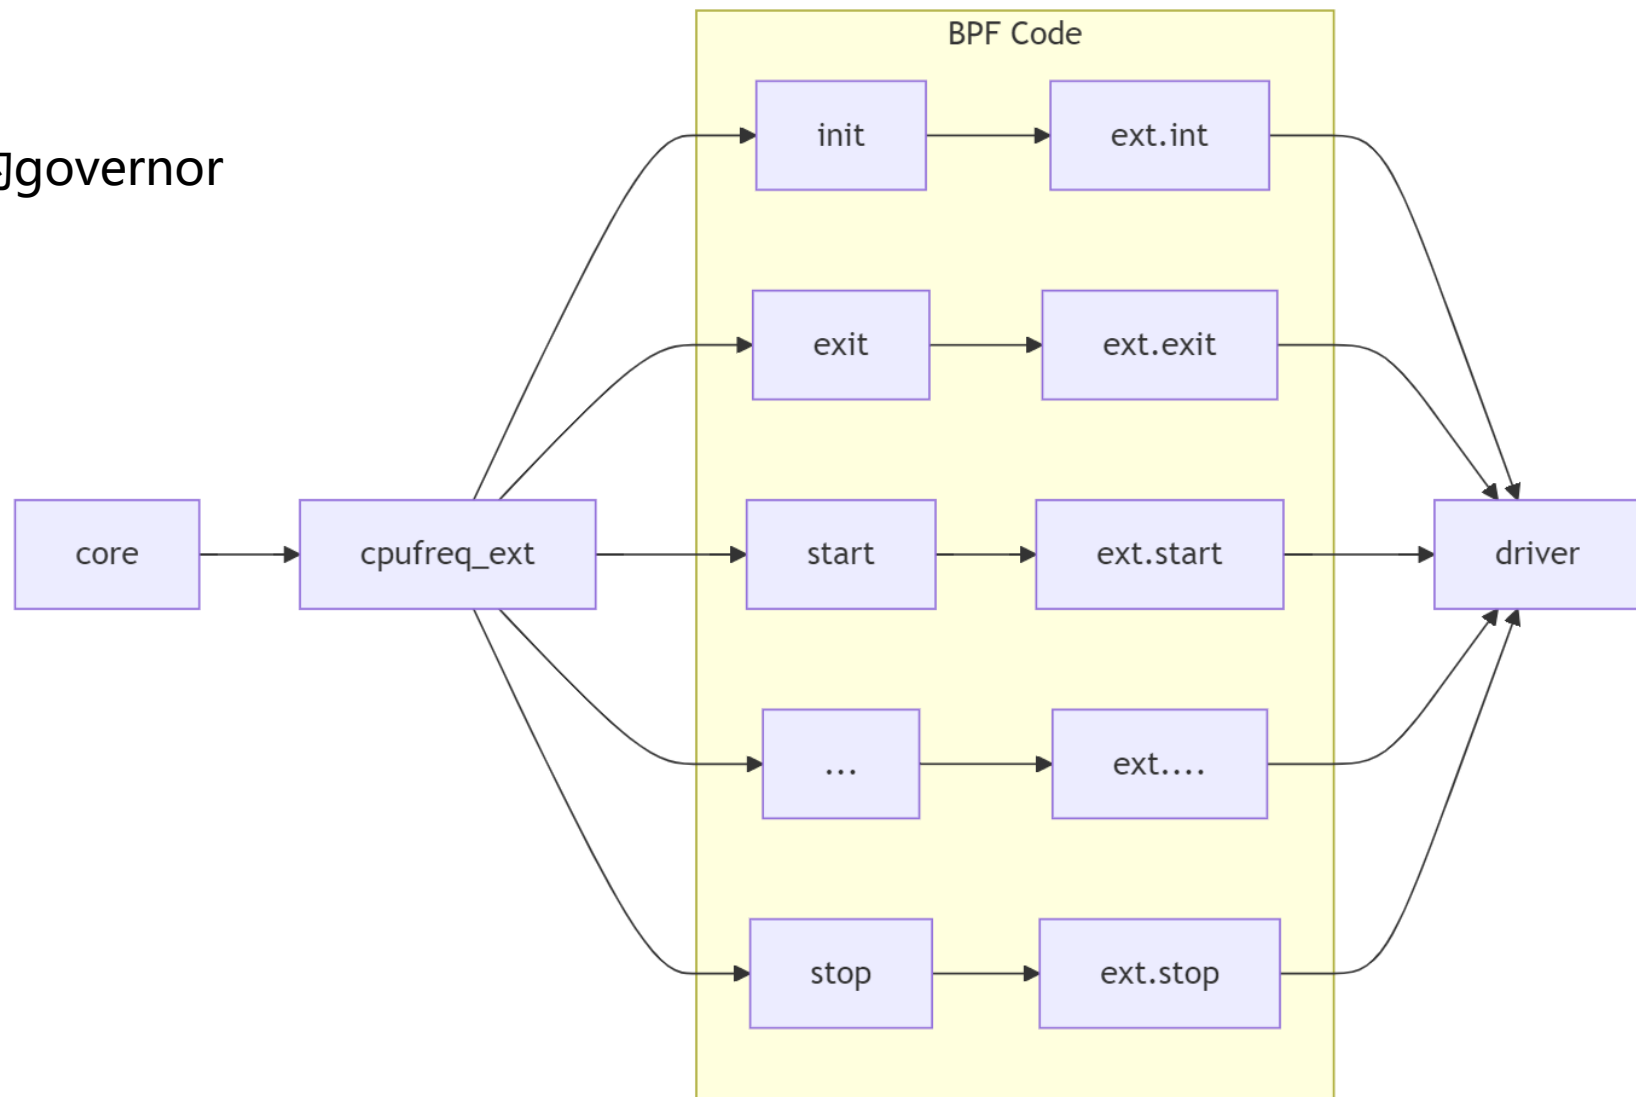 BPF Code
governor
init
ext.int
exit
ext.exit
core
cpufreq_ext
start
ext.start
driver
...
ext....
stop
ext.stop